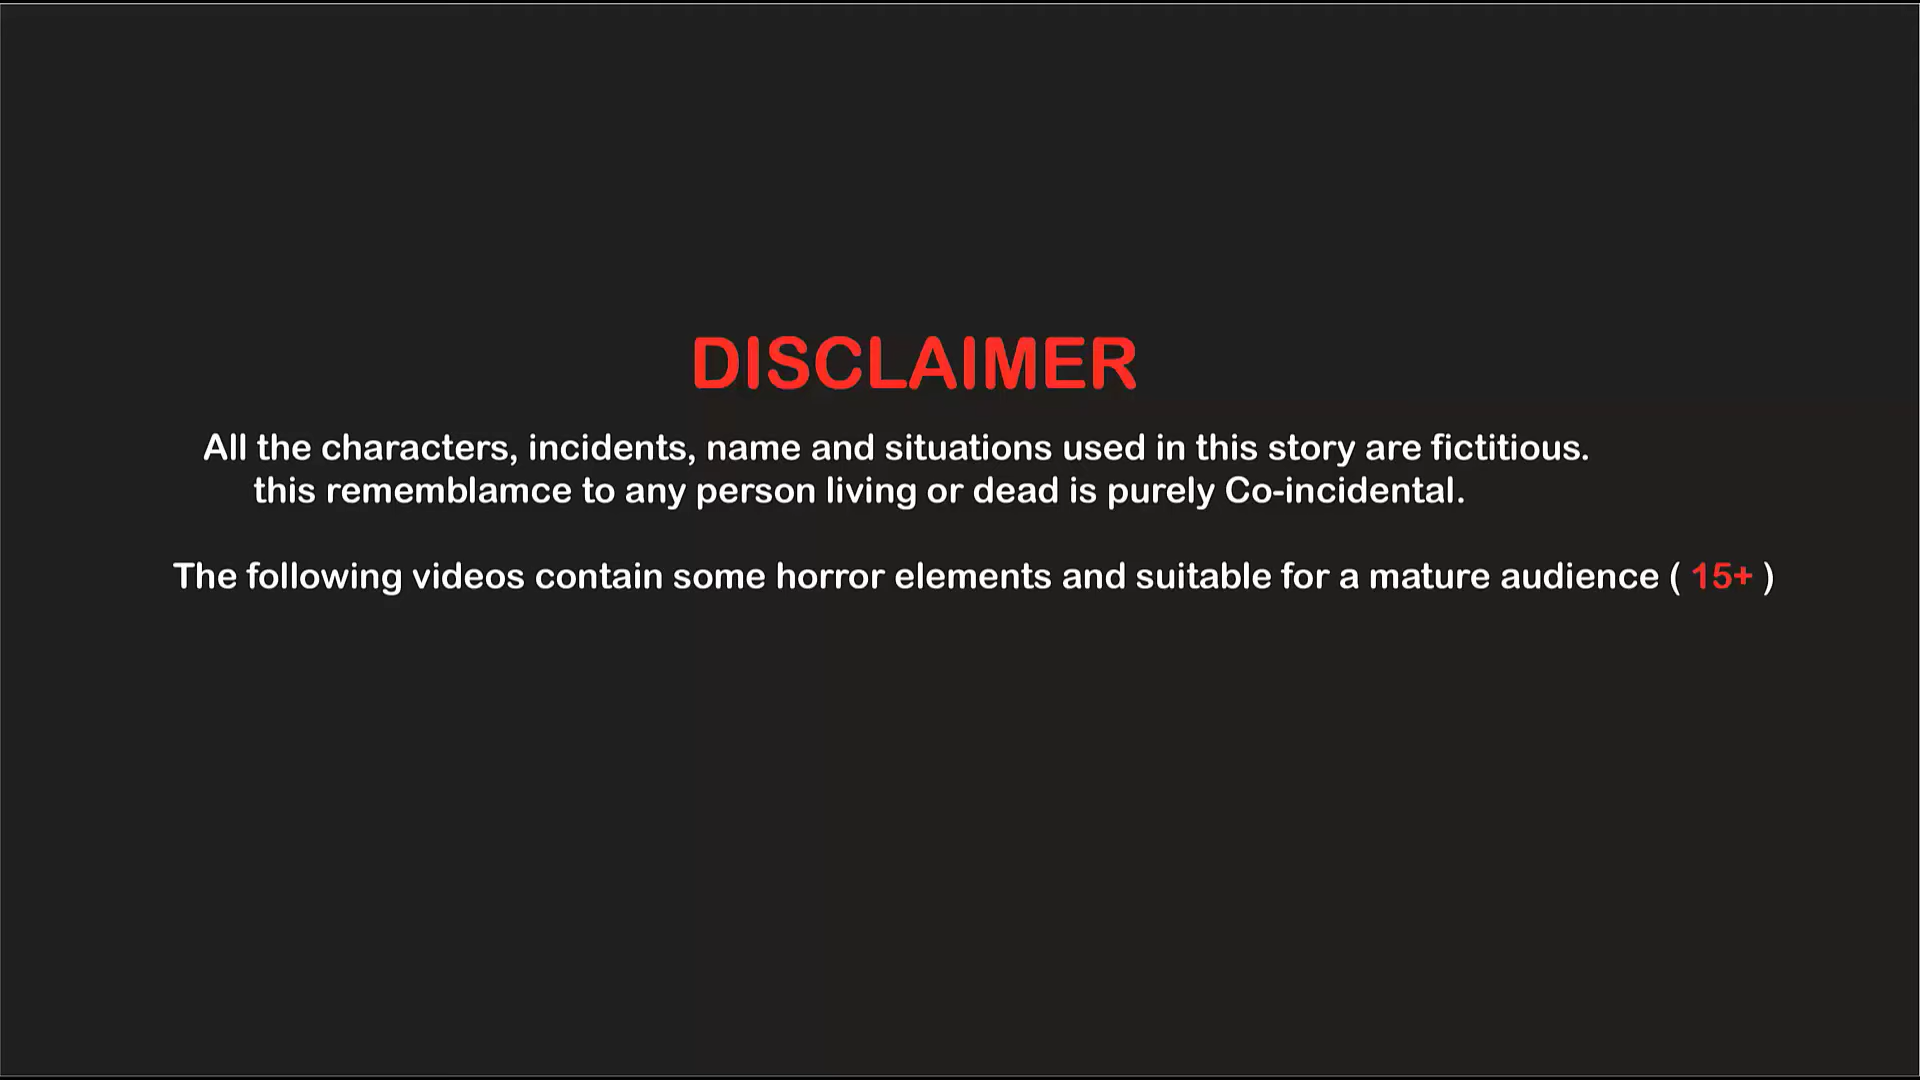 DISCLAIMER
All the characters, incidents, name and situations used in this story are fictitious.
this rememblamce to any person living or dead is purely Co-incidental.
The following videos contain some horror elements and suitable for a mature audience ( 15+ )